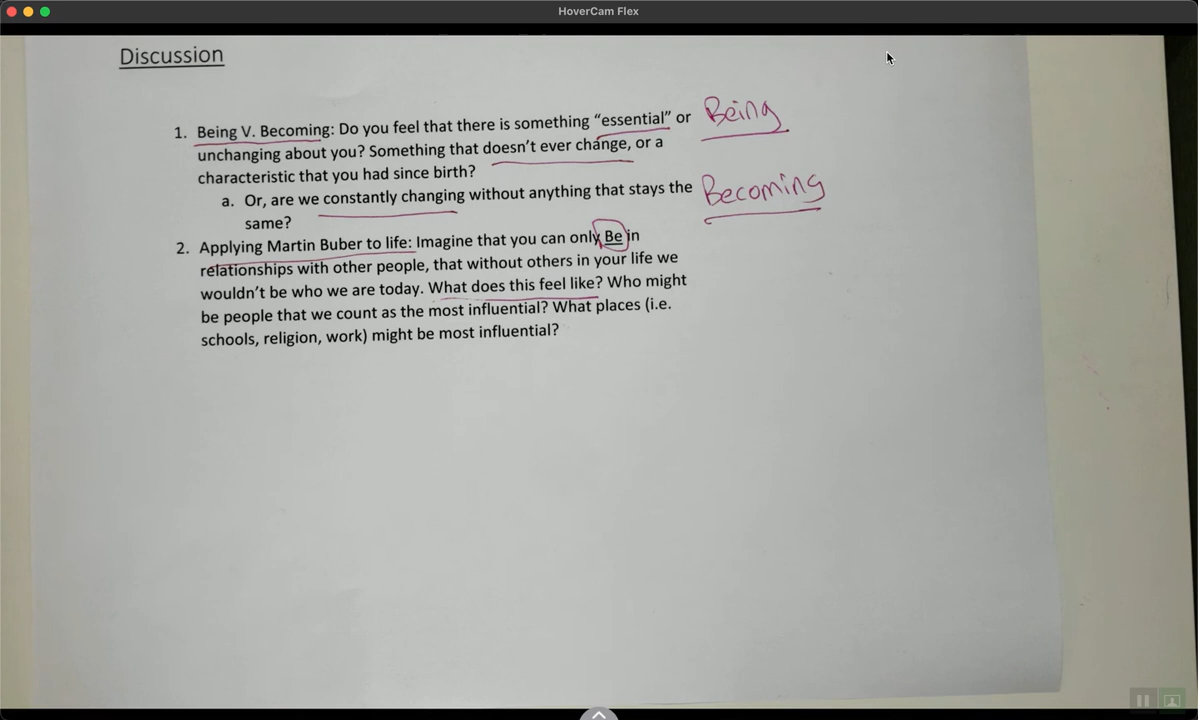 HoverCam Flex
Discussion
1. Being V. Becoming: Do you feel that there is something “essential” or Being
unchanging about you? Something that doesn’t ever change, or a
characteristic that you had since birth?
a. Or, are we constantly changing without anything that stays the Becoming
same?
2. Applying Martin Buber to life: Imagine that you can only Be in
relationships with other people, that without others in your life we
wouldn’t be who we are today. What does this feel like? Who might
be people that we count as the most influential? What places (i.e.
schools, religion, work) might be most influential?